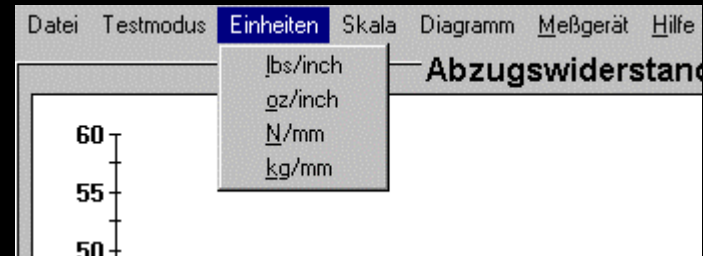 Datei Testmodus Einheiten Skala Diagramm Meßgerät Hilfe
lbs/inch
oz/inch
N/mm
kg/mm
Abzugswiderstand
60
55
50